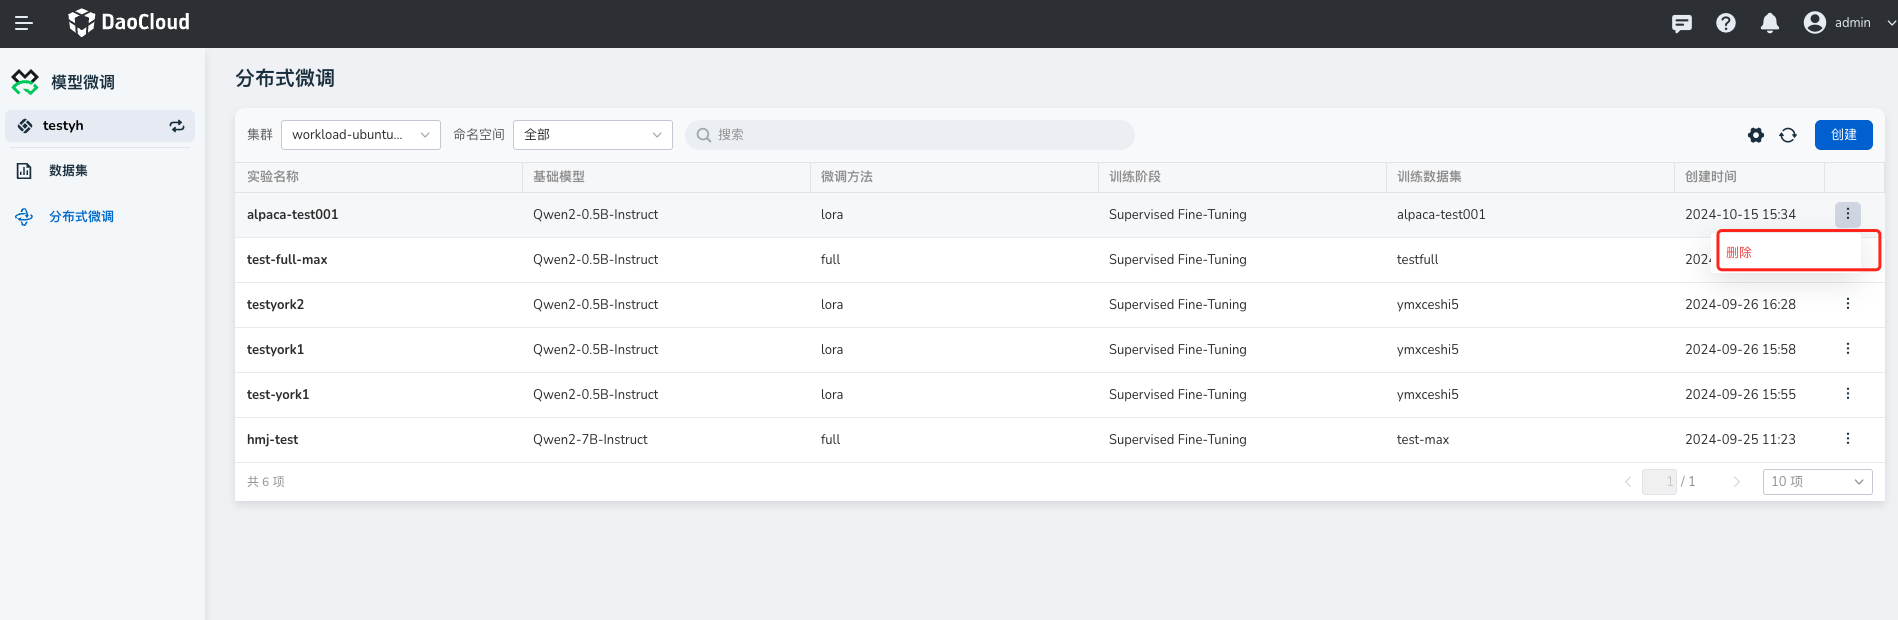 DaoCloud
admin
模型微调
testyh
数据集
分布式微调
分布式微调
集群 workload-ubuntu... 命名空间 全部 搜索 创建
实验名称 基础模型 微调方法 训练阶段 训练数据集 创建时间
alpaca-test001 Qwen2-0.5B-Instruct lora Supervised Fine-Tuning alpaca-test001 2024-10-15 15:34
删除
test-full-max Qwen2-0.5B-Instruct full Supervised Fine-Tuning testfull
testyork2 Qwen2-0.5B-Instruct lora Supervised Fine-Tuning ymxceshi5 2024-09-26 16:28
testyork1 Qwen2-0.5B-Instruct lora Supervised Fine-Tuning ymxceshi5 2024-09-26 15:58
test-york1 Qwen2-0.5B-Instruct lora Supervised Fine-Tuning ymxceshi5 2024-09-26 15:55
hmj-test Qwen2-7B-Instruct full Supervised Fine-Tuning test-max 2024-09-25 11:23
共 6 项 1 / 1 10 项